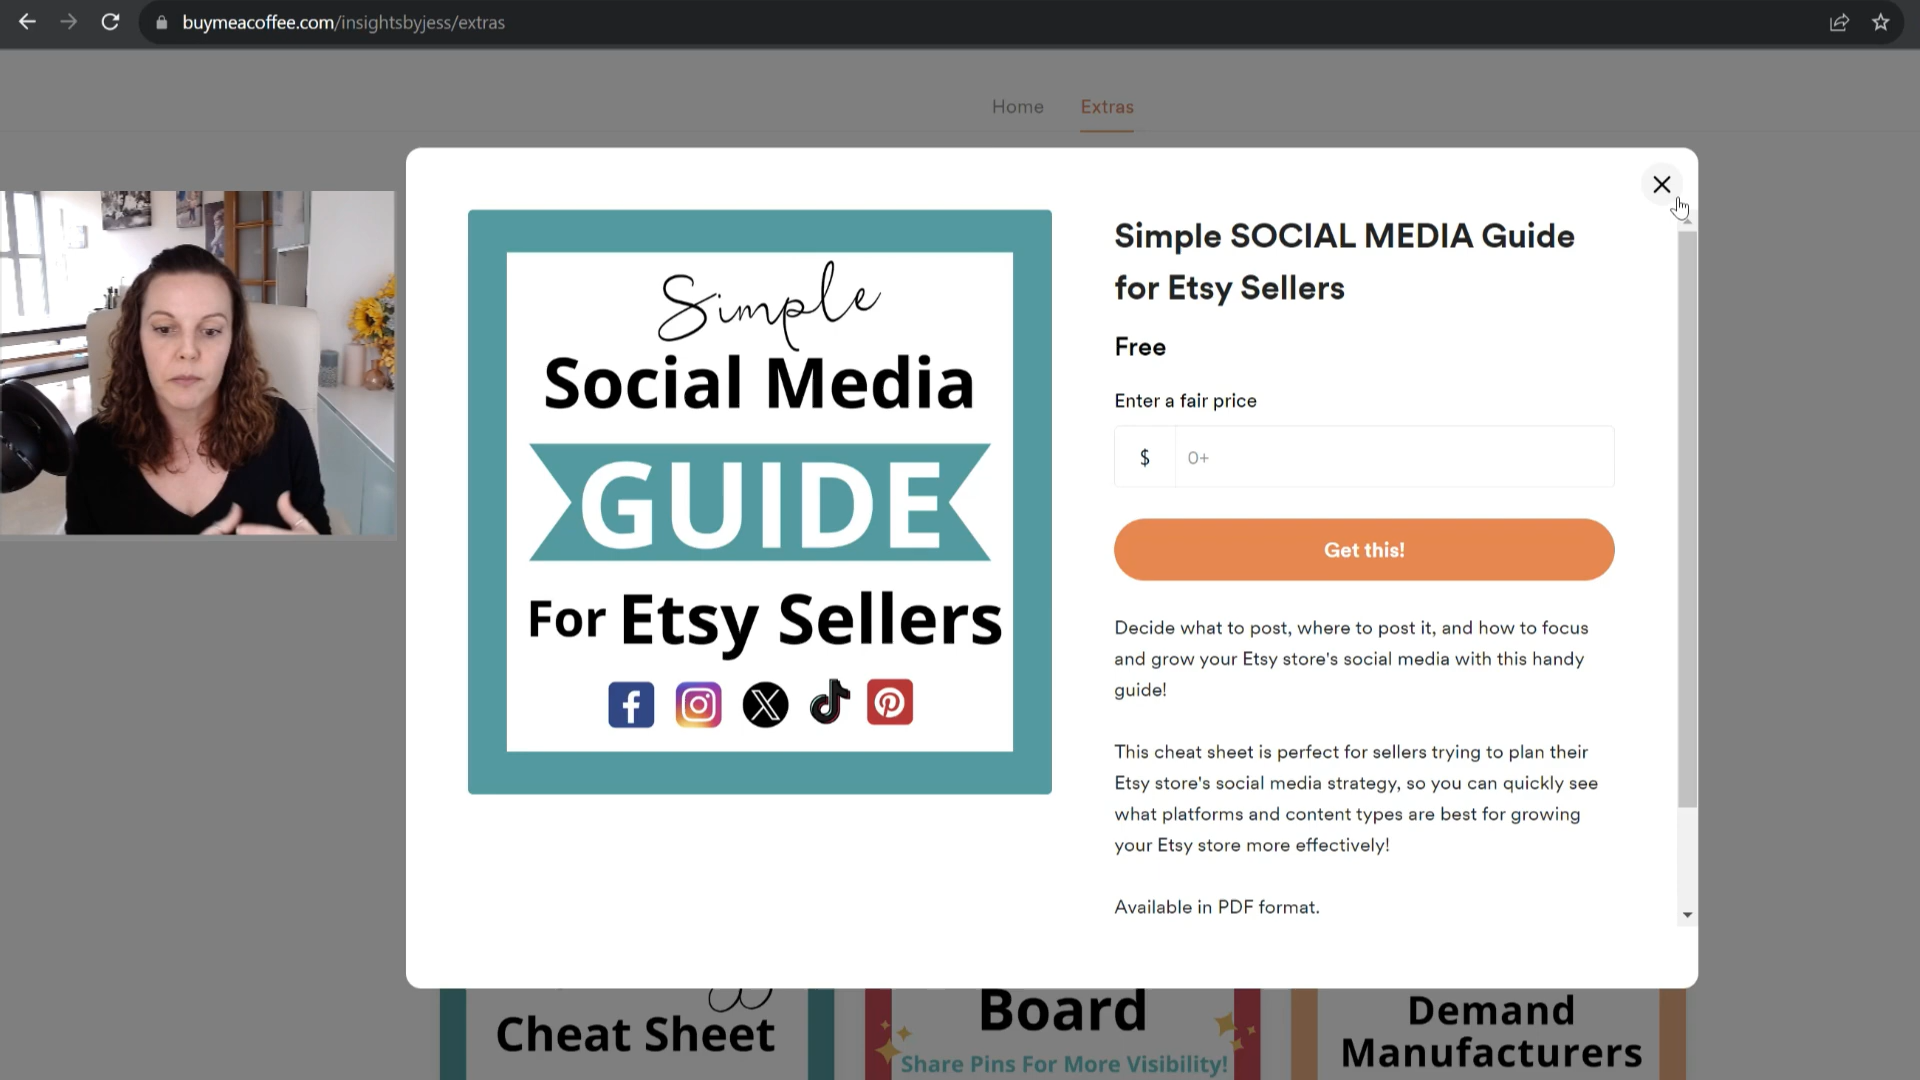 buymeacoffee.com/insightsbyjess/extras
Home Extras
Simple
Social Media
GUIDE
For Etsy Sellers
Simple SOCIAL MEDIA Guide
for Etsy Sellers
Free
Enter a fair price
$ 0+
Get this!
Decide what to post, where to post it, and how to focus
and grow your Etsy store's social media with this handy
guide!
This cheat sheet is perfect for sellers trying to plan their
Etsy store's social media strategy, so you can quickly see
what platforms and content types are best for growing
your Etsy store more effectively!
Available in PDF format.
Cheat Sheet
Board
Share Pins For More Visibility!
Demand
Manufacturers